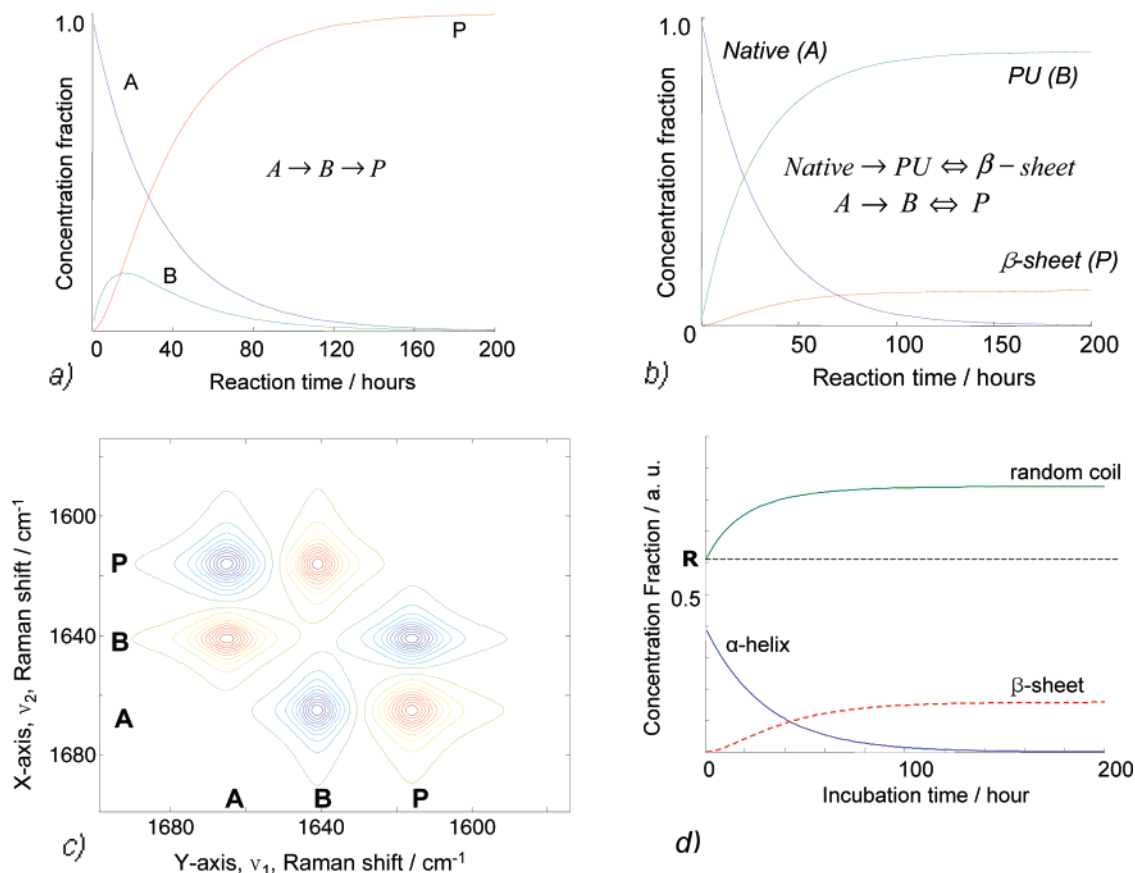 1.0
Concentration fraction
A
B
P
A → B → P
0 40 80 120 160 200
Reaction time / hours
a)
1.0
Concentration fraction
Native (A)
PU (B)
Native → PU ⇔ β − sheet
A → B ⇔ P
β-sheet (P)
0
50 100 150 200
Reaction time / hours
b)
X-axis, ν₂, Raman shift / cm⁻¹
1600
P
1640
B
A
1680
A B P
1680 1640 1600
Y-axis, ν₁, Raman shift / cm⁻¹
c)
Concentration Fraction / a. u.
random coil
R
0.5
α-helix
β-sheet
0 100 200
Incubation time / hour
d)